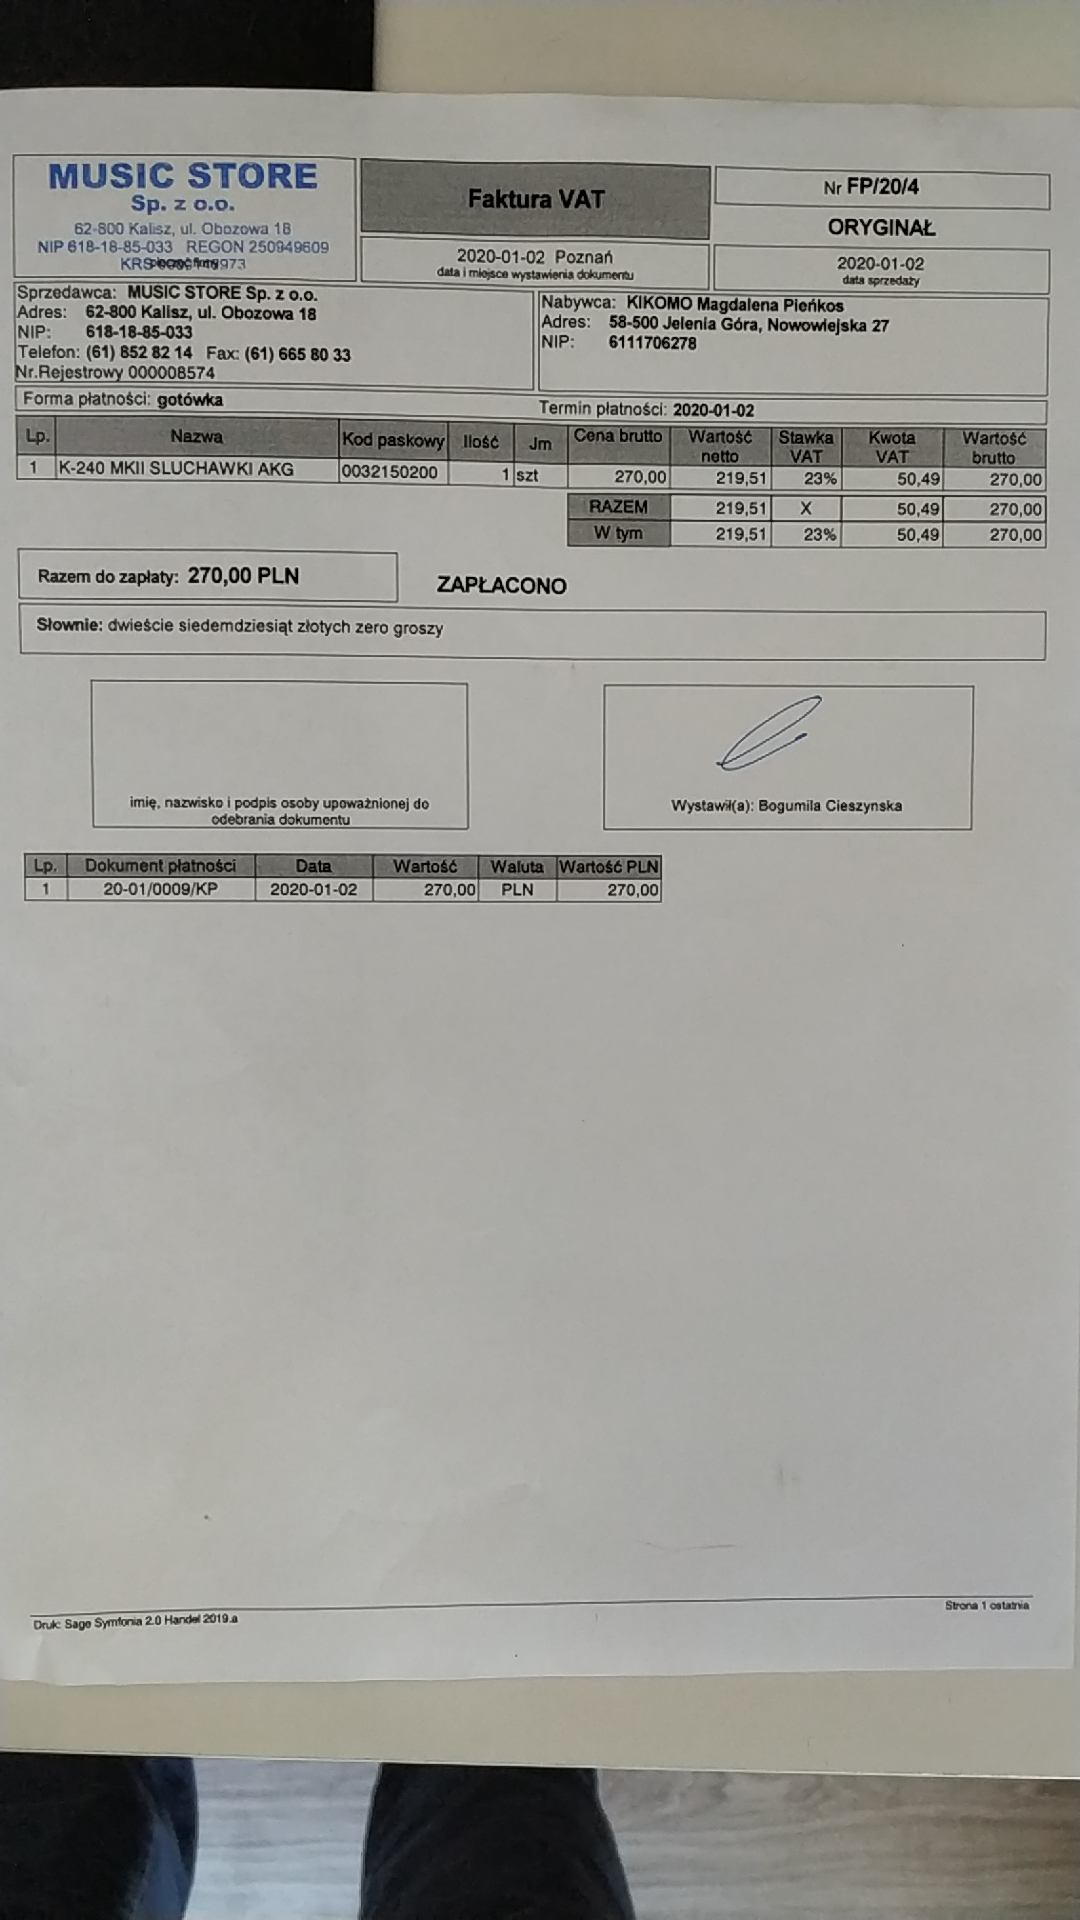 MUSIC STORE
Sp. z o.o.
62-800 Kalisz, ul. Obozowa 18
NIP 618-18-85-033 REGON 250949609
KRS
Faktura VAT
2020-01-02 Poznań
data i miejsce wystawienia dokumentu
Nr FP/20/4
ORYGINAŁ
2020-01-02
data sprzedaży
Sprzedawca: MUSIC STORE Sp. z o.o.
Adres: 62-800 Kalisz, ul. Obozowa 18
NIP: 618-18-85-033
Telefon: (61) 852 82 14 Fax: (61) 665 80 33
Nr.Rejestrowy 000008574
Nabywca: KIKOMO Magdalena Pieńkos
Adres: 58-500 Jelenia Góra, Nowowiejska 27
NIP: 6111706278
Forma płatności: gotówka
Termin płatności: 2020-01-02
Lp. Nazwa Kod paskowy Ilość Jm Cena brutto Wartość netto Stawka VAT Kwota VAT Wartość brutto
1 K-240 MKII SLUCHAWKI AKG 0032150200 1 szt 270,00 219,51 23% 50,49 270,00
RAZEM 219,51 X 50,49 270,00
W tym 219,51 23% 50,49 270,00
Razem do zapłaty: 270,00 PLN
ZAPŁACONO
Słownie: dwieście siedemdziesiąt złotych zero groszy
imię, nazwisko i podpis osoby upoważnionej do
odebrania dokumentu
Wystawił(a): Bogumila Cieszynska
Lp. Dokument płatności Data Wartość Waluta Wartość PLN
1 20-01/0009/KP 2020-01-02 270,00 PLN 270,00
Druk: Sage Symfonia 2.0 Handel 2019.a
Strona 1 ostatnia